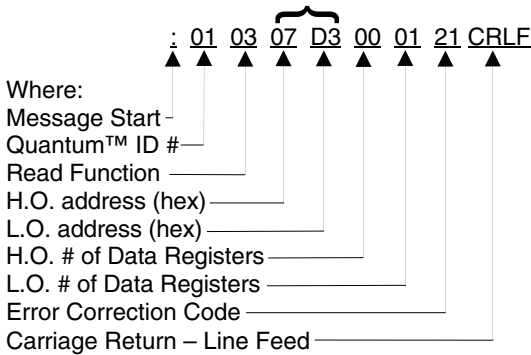 : 01 03 07 D3 00 01 21 CRLF
Where:
Message Start
Quantum™ ID #
Read Function
H.O. address (hex)
L.O. address (hex)
H.O. # of Data Registers
L.O. # of Data Registers
Error Correction Code
Carriage Return – Line Feed